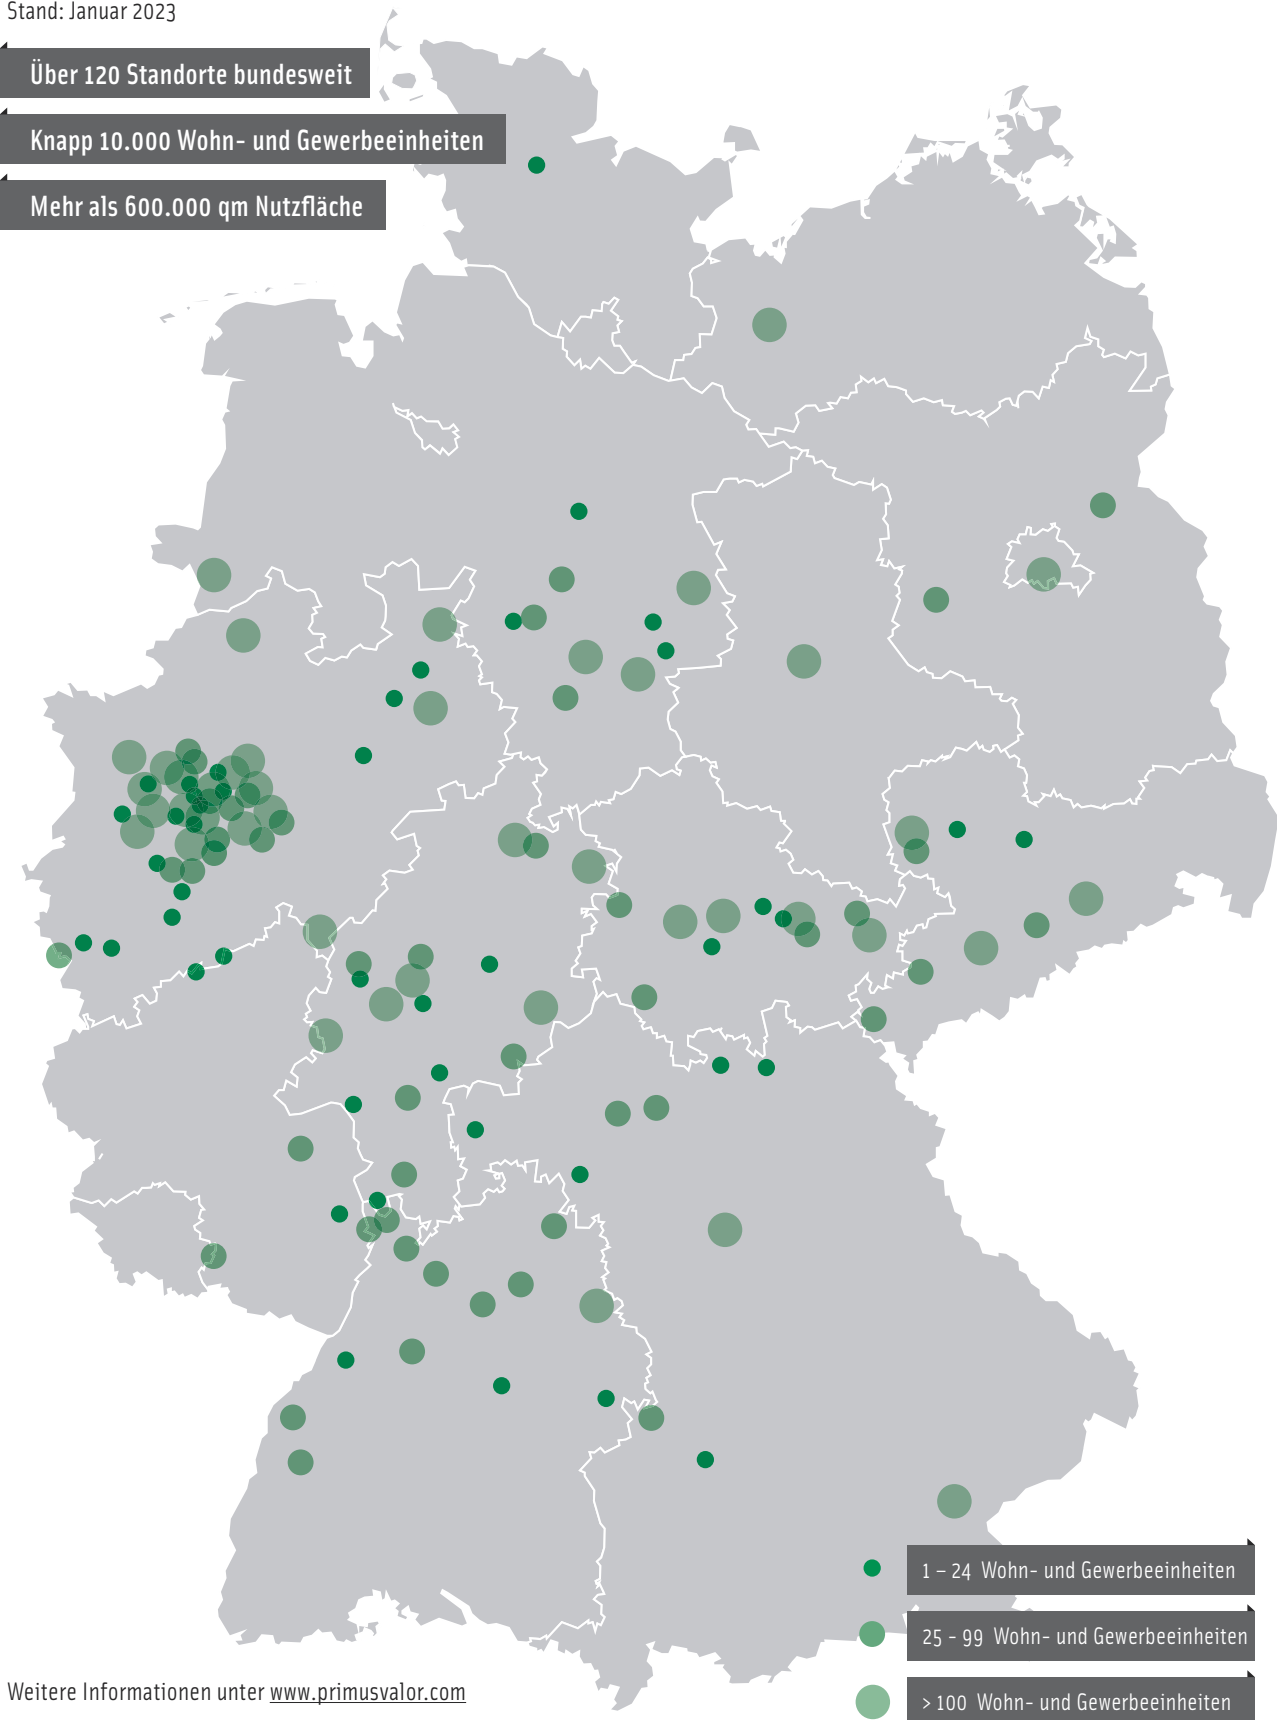 Stand: Januar 2023
Über 120 Standorte bundesweit
Knapp 10.000 Wohn- und Gewerbeeinheiten
Mehr als 600.000 qm Nutzfläche
1 – 24 Wohn- und Gewerbeeinheiten
25 - 99 Wohn- und Gewerbeeinheiten
> 100 Wohn- und Gewerbeeinheiten
Weitere Informationen unter www.primusvalor.com